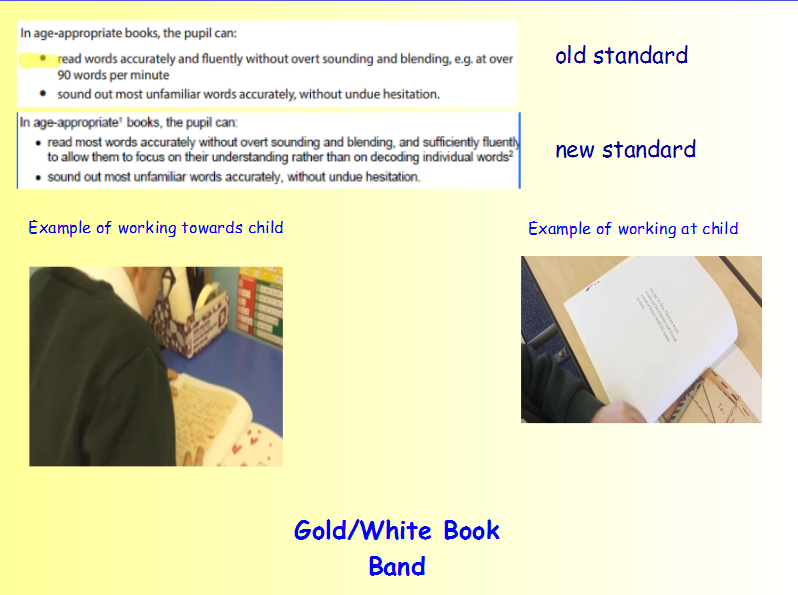 In age-appropriate books, the pupil can:
• read words accurately and fluently without overt sounding and blending, e.g. at over
90 words per minute
• sound out most unfamiliar words accurately, without undue hesitation.
old standard
In age-appropriate¹ books, the pupil can:
• read most words accurately without overt sounding and blending, and sufficiently fluently
to allow them to focus on their understanding rather than on decoding individual words²
• sound out most unfamiliar words accurately, without undue hesitation.
new standard
Example of working towards child
Example of working at child
Gold/White Book
Band